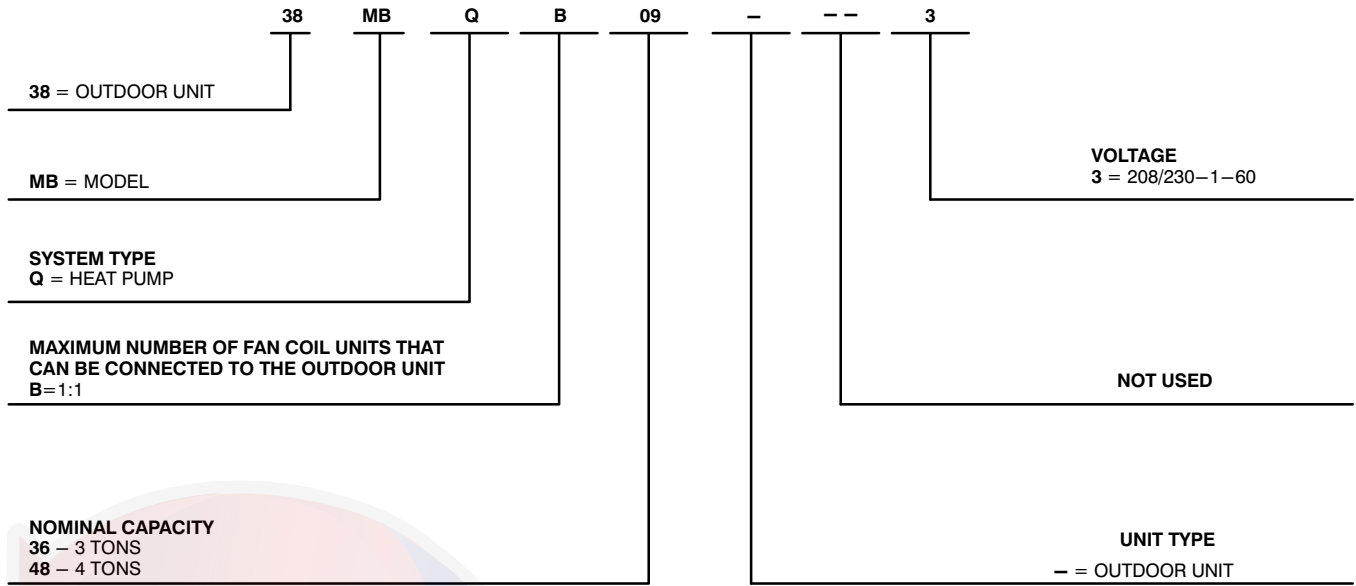 38 MB Q B 09 – – – 3
38 = OUTDOOR UNIT
MB = MODEL
SYSTEM TYPE
Q = HEAT PUMP
MAXIMUM NUMBER OF FAN COIL UNITS THAT
CAN BE CONNECTED TO THE OUTDOOR UNIT
B=1:1
NOMINAL CAPACITY
36 – 3 TONS
48 – 4 TONS
VOLTAGE
3 = 208/230−1−60
NOT USED
UNIT TYPE
– = OUTDOOR UNIT